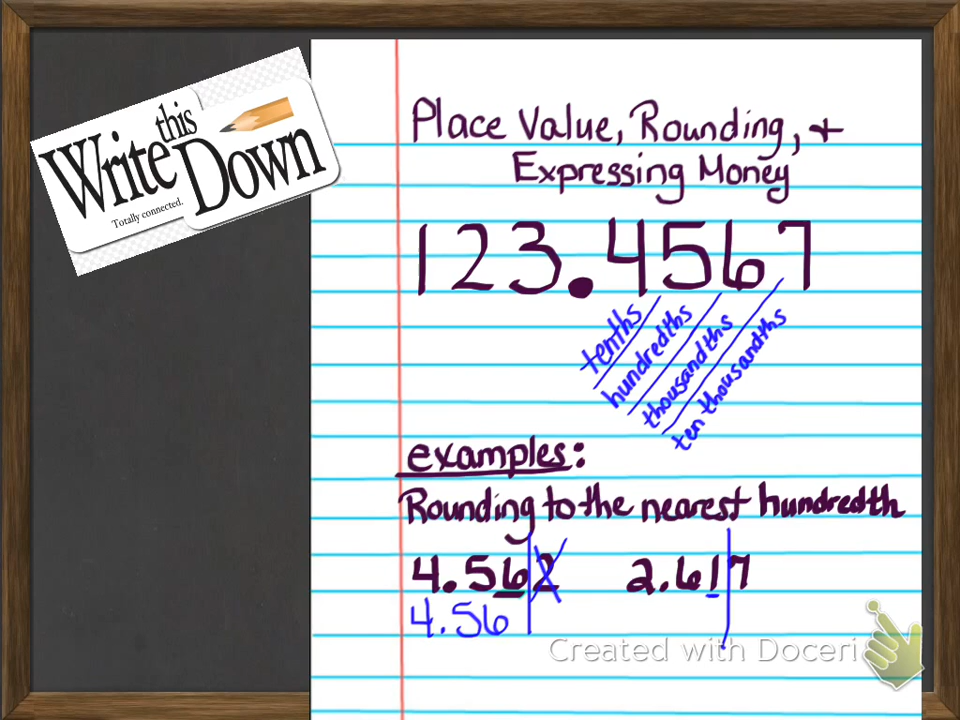 Write this Down
Totally connected.
Place Value, Rounding, +
Expressing Money
123.4567
tenths
hundredths
thousandths
ten thousandths
examples:
Rounding to the nearest hundredth
4.562 2.617
4.56
Created with Doceri